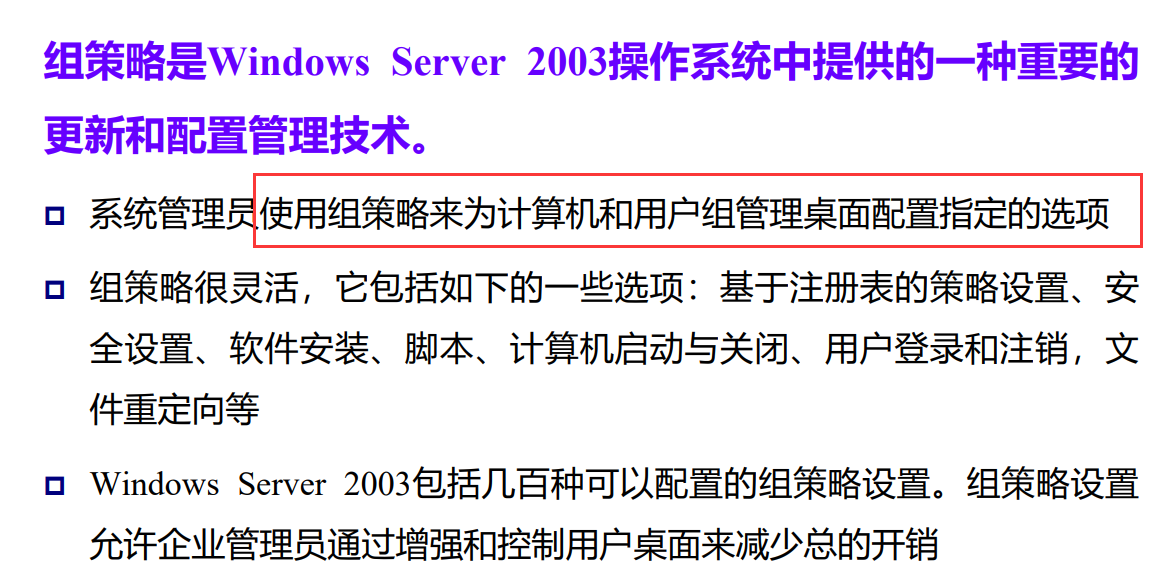 组策略是Windows Server 2003操作系统中提供的一种重要的
更新和配置管理技术。
系统管理员使用组策略来为计算机和用户组管理桌面配置指定的选项
组策略很灵活，它包括如下的一些选项：基于注册表的策略设置、安
全设置、软件安装、脚本、计算机启动与关闭、用户登录和注销，文
件重定向等
Windows Server 2003包括几百种可以配置的组策略设置。组策略设置
允许企业管理员通过增强和控制用户桌面来减少总的开销